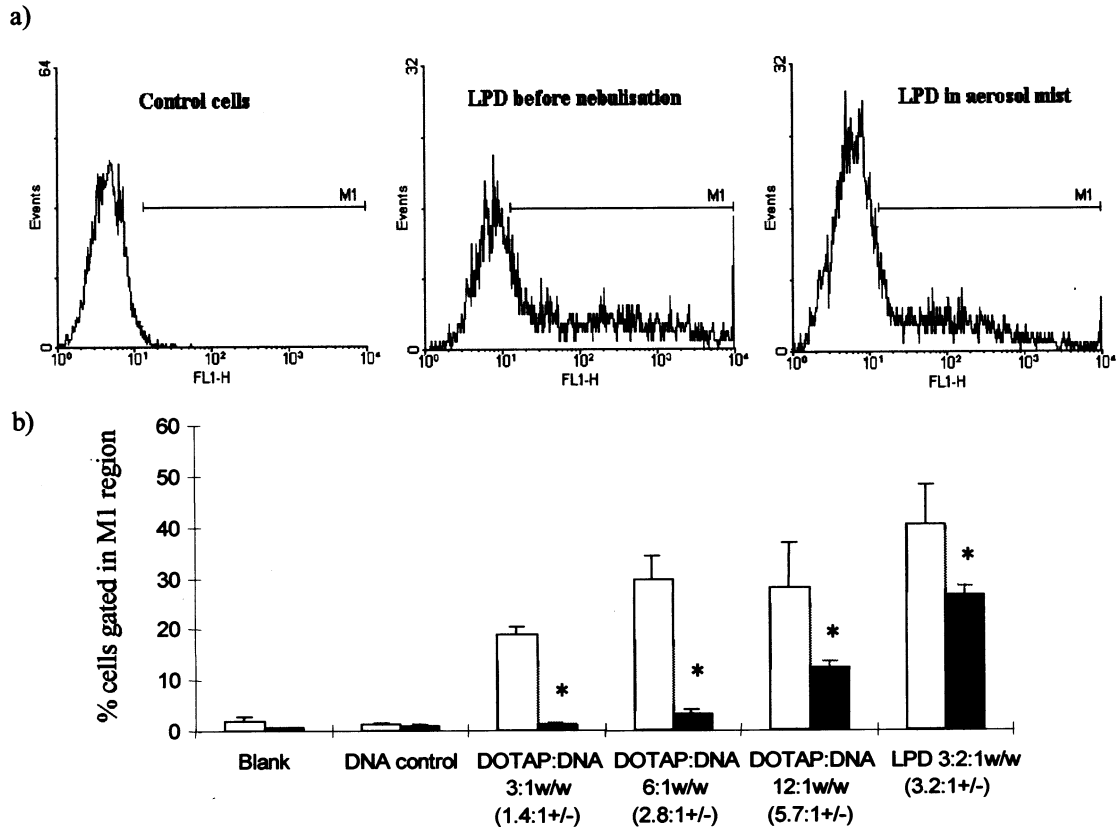 a)
Control cells
LPD before nebulisation
LPD in aerosol mist
64
Events
0
M1
10⁰ 10¹ 10² 10³ 10⁴
FL1-H
32
Events
0
M1
10⁰ 10¹ 10² 10³ 10⁴
FL1-H
32
Events
0
M1
10⁰ 10¹ 10² 10³ 10⁴
FL1-H
b)
% cells gated in M1 region
60
50
40
30
20
10
0
*
*
*
*
Blank
DNA control
DOTAP:DNA
3:1w/w
(1.4:1+/-)
DOTAP:DNA
6:1w/w
(2.8:1+/-)
DOTAP:DNA
12:1w/w
(5.7:1+/-)
LPD 3:2:1w/w
(3.2:1+/-)